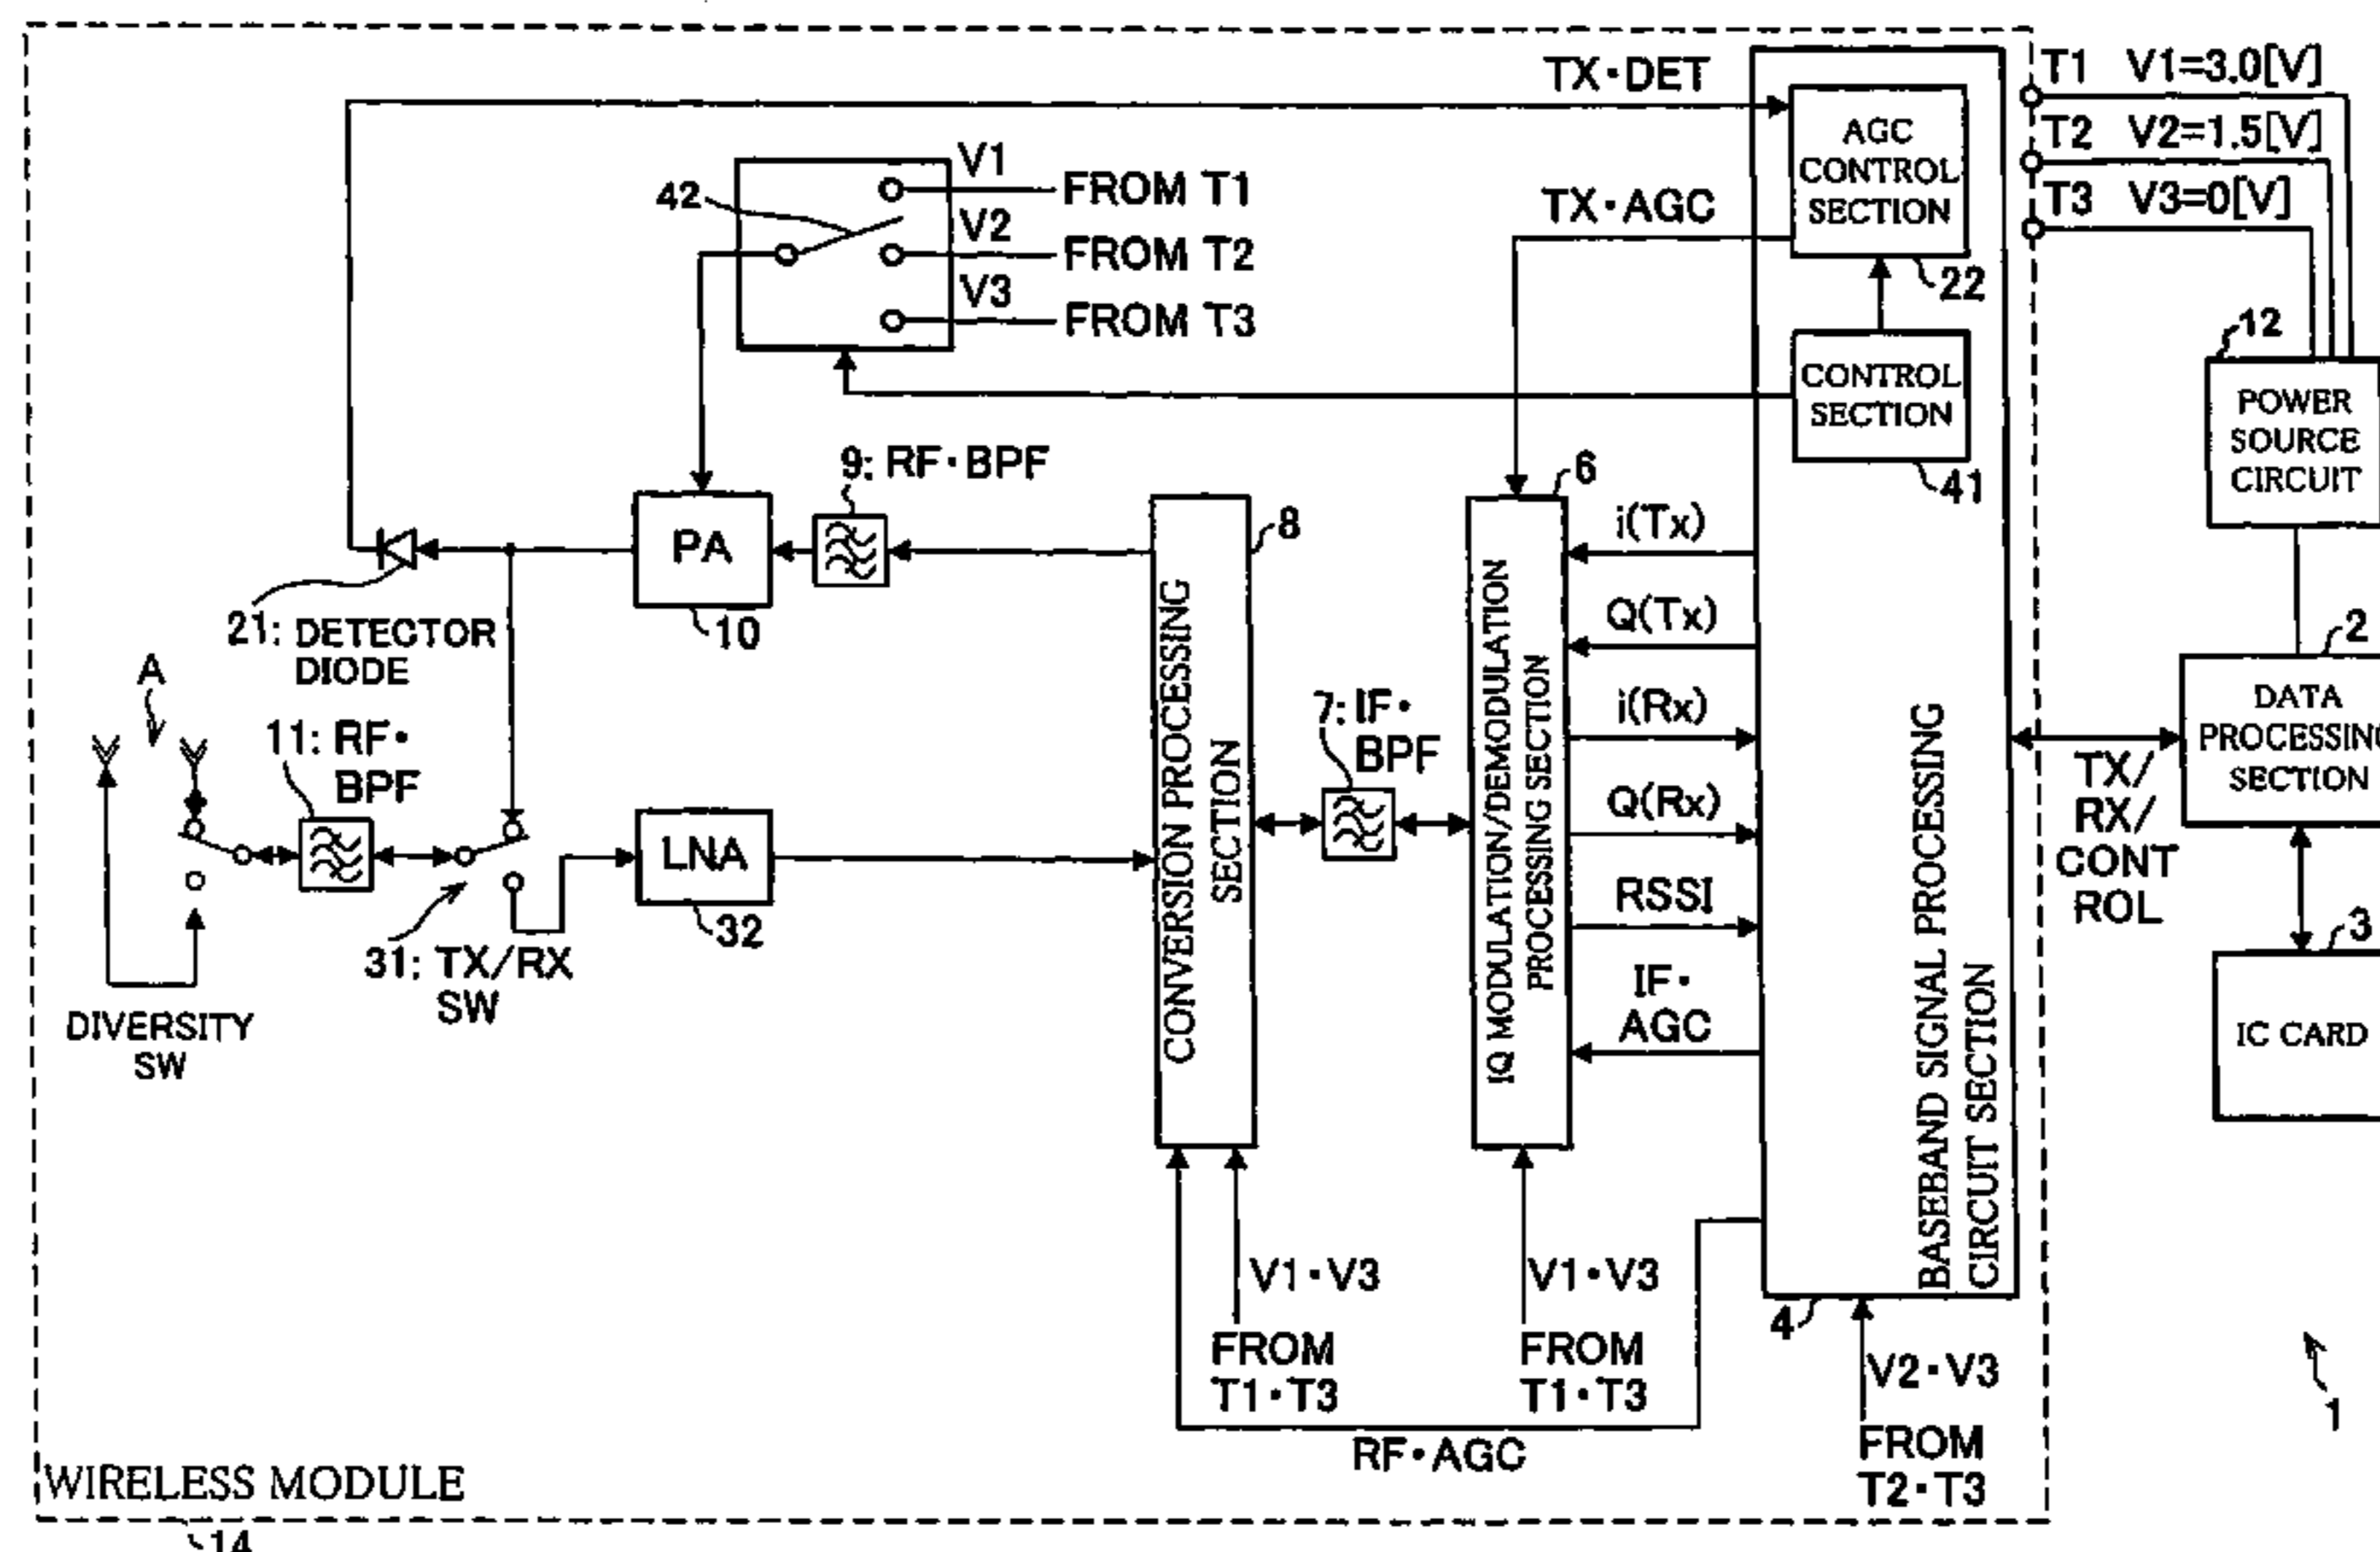 TX・DET
T1 V1=3.0[V]
T2 V2=1.5[V]
T3 V3=0[V]
AGC
CONTROL
SECTION
22
TX・AGC
42
V1
FROM T1
V2
FROM T2
V3
FROM T3
CONTROL
SECTION
41
12
POWER
SOURCE
CIRCUIT
9: RF・BPF
PA
10
8
6
i(Tx)
Q(Tx)
i(Rx)
Q(Rx)
RSSI
IF・
AGC
21: DETECTOR
DIODE
A
11: RF・
BPF
7: IF・
BPF
CONVERSION PROCESSING
SECTION
IQ MODULATION/DEMODULATION
PROCESSING SECTION
BASEBAND SIGNAL PROCESSING
CIRCUIT SECTION
2
DATA
PROCESSING
SECTION
TX/
RX/
CONT
ROL
LNA
32
31: TX/RX
SW
DIVERSITY
SW
3
IC CARD
V1・V3
FROM
T1・T3
V1・V3
FROM
T1・T3
4
V2・V3
FROM
T2・T3
RF・AGC
1
WIRELESS MODULE
14